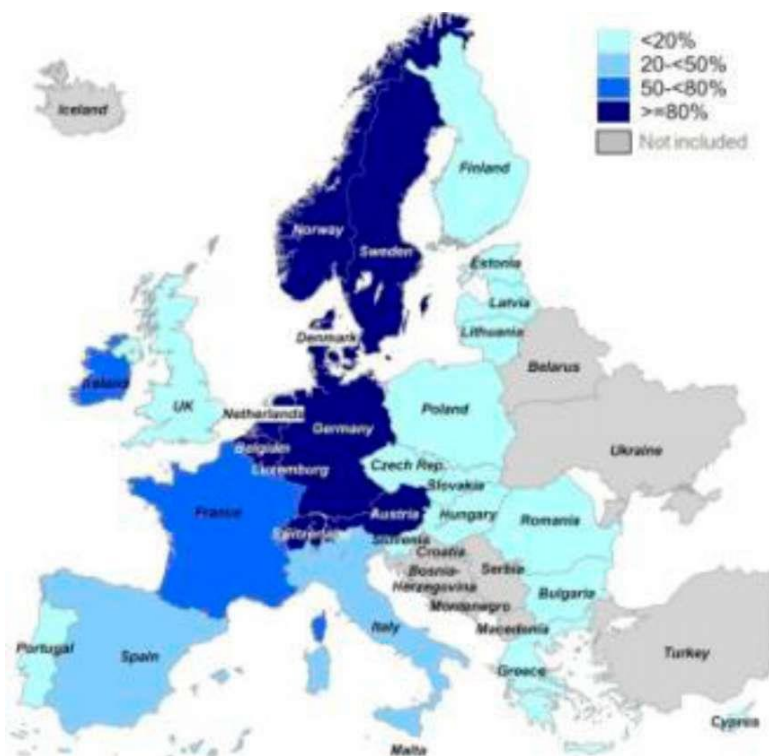 <20%
20-<50%
50-<80%
>=80%
Not included
Iceland
Finland
Norway
Sweden
Estonia
Latvia
Lithuania
Denmark
Belarus
Ireland
UK
Netherlands
Poland
Germany
Ukraine
Belgium
Luxemburg
Czech Rep.
Slovakia
France
Austria
Hungary
Romania
Slovenia
Croatia
Bosnia-
Herzegovina
Serbia
Bulgaria
Montenegro
Italy
Macedonia
Portugal
Spain
Turkey
Greece
Cyprus
Malta